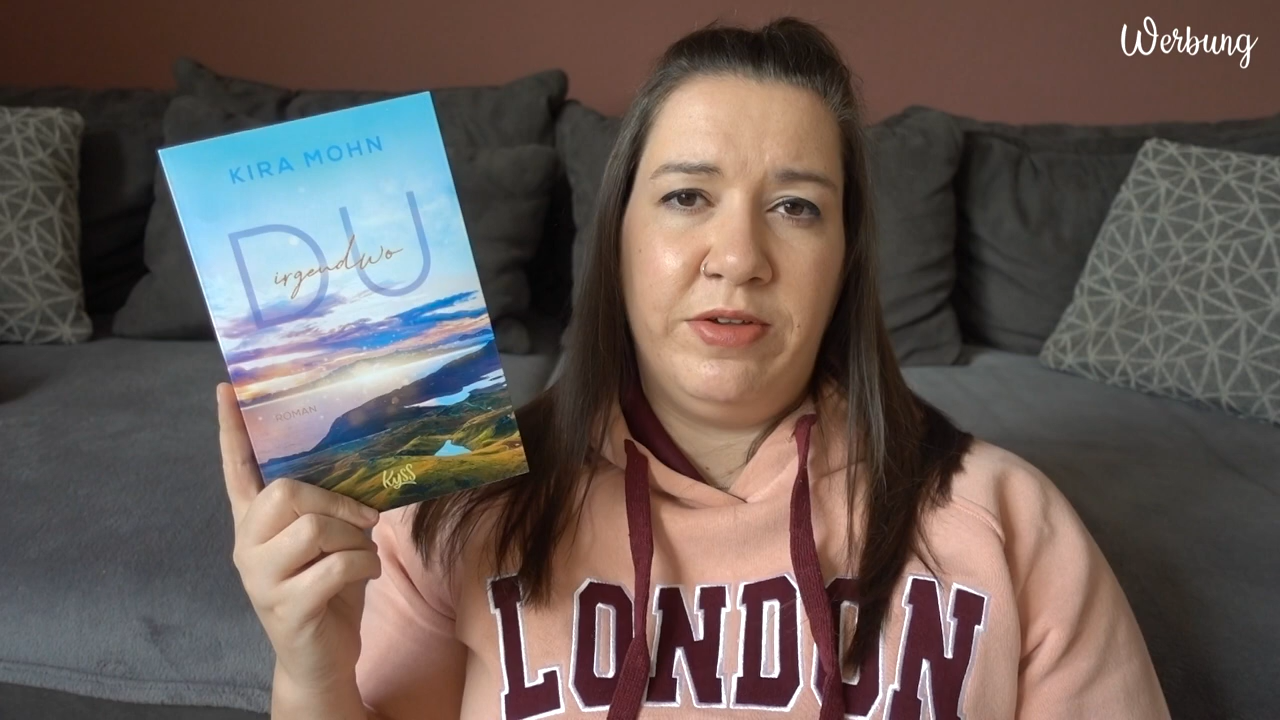 Werbung
KIRA MOHN
DU
irgendwo
ROMAN
Kyss
LONDON